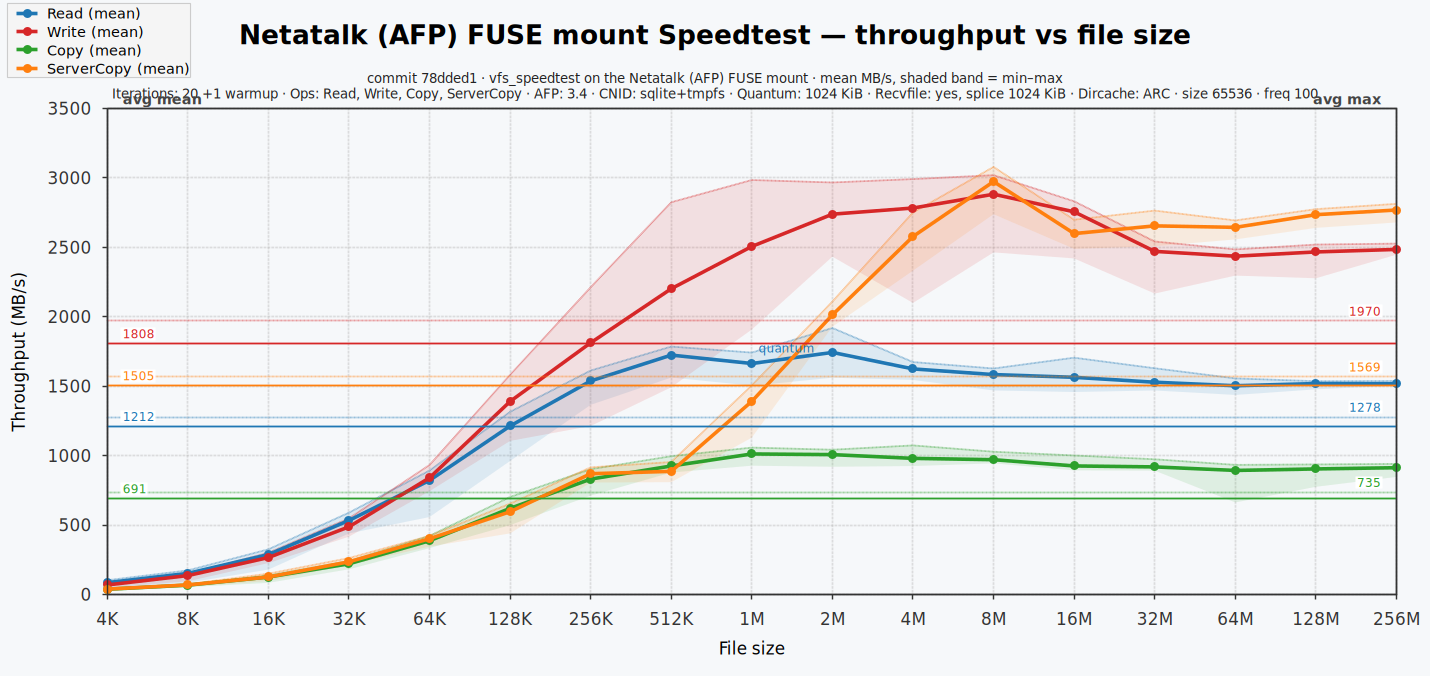 Read (mean)
Write (mean)
Copy (mean)
ServerCopy (mean)
Netatalk (AFP) FUSE mount Speedtest — throughput vs file size
commit 78dded1 · vfs_speedtest on the Netatalk (AFP) FUSE mount · mean MB/s, shaded band = min–max
Iterations: 20 +1 warmup · Ops: Read, Write, Copy, ServerCopy · AFP: 3.4 · CNID: sqlite+tmpfs · Quantum: 1024 KiB · Recvfile: yes, splice 1024 KiB · Dircache: ARC · size 65536 · freq 100
avg mean
avg max
3500
3000
2500
2000
1500
1000
500
0
Throughput (MB/s)
1808
1505
1212
691
quantum
1970
1569
1278
735
4K 8K 16K 32K 64K 128K 256K 512K 1M 2M 4M 8M 16M 32M 64M 128M 256M
File size